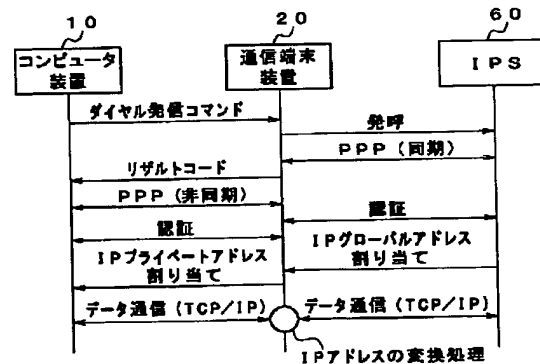 10
20
60
コンピュータ
装置
通信端末
装置
IPS
ダイヤル発信コマンド
発呼
PPP(同期)
リザルトコード
PPP(非同期)
認証
認証
IPグローバルアドレス
割り当て
IPプライベートアドレス
割り当て
データ通信(TCP/IP)
データ通信(TCP/IP)
IPアドレスの変換処理